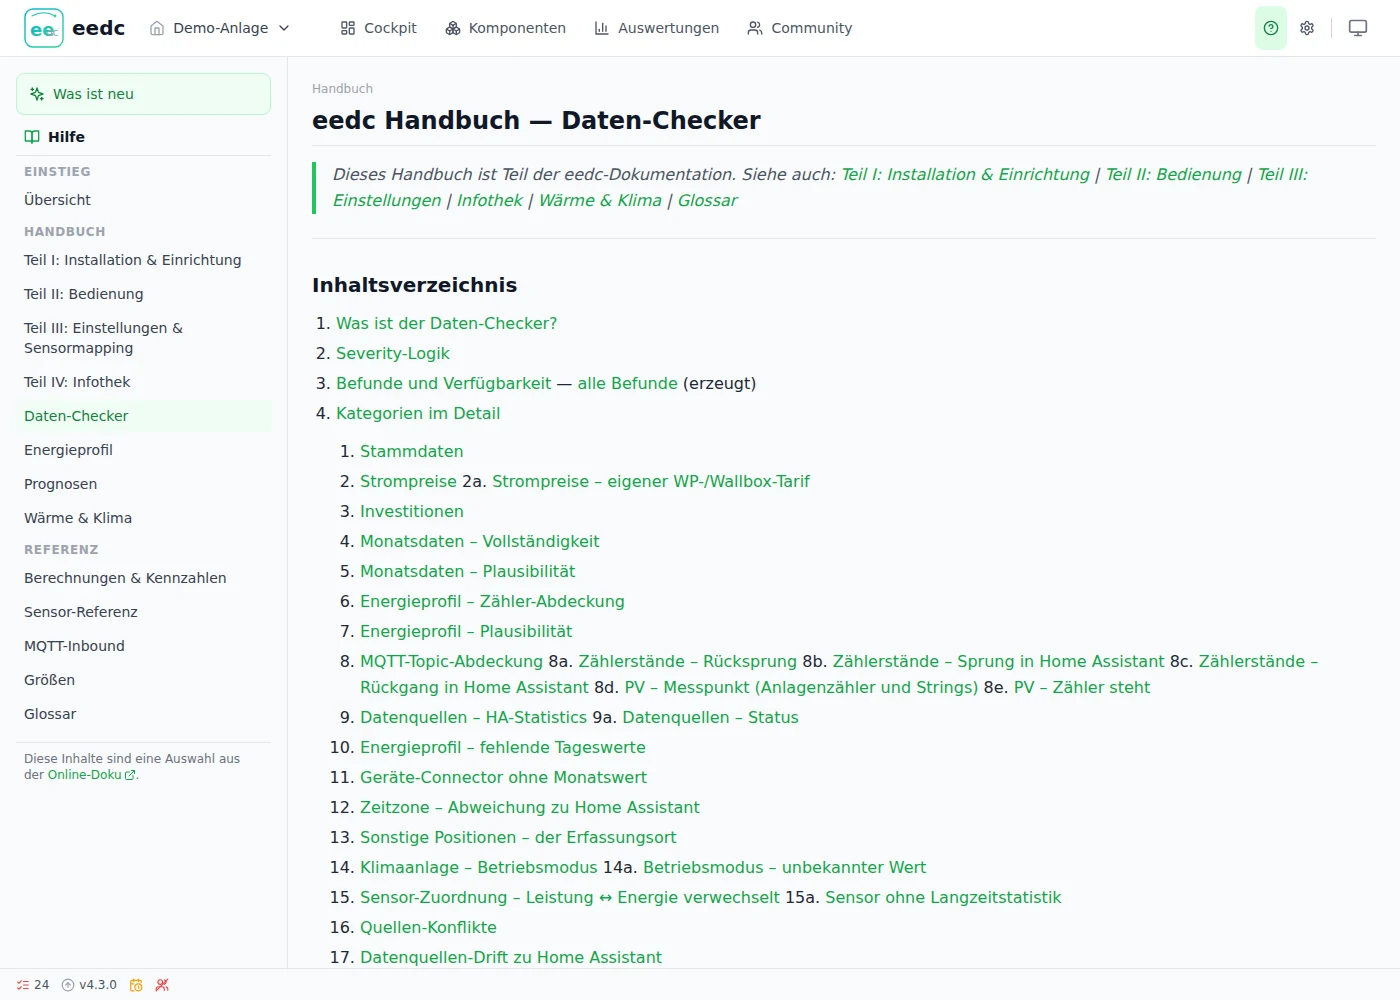 eedc
Demo-Anlage
Cockpit
Komponenten
Auswertungen
Community
Was ist neu
Hilfe
EINSTIEG
Übersicht
HANDBUCH
Teil I: Installation & Einrichtung
Teil II: Bedienung
Teil III: Einstellungen &
Sensormapping
Teil IV: Infothek
Daten-Checker
Energieprofil
Prognosen
Wärme & Klima
REFERENZ
Berechnungen & Kennzahlen
Sensor-Referenz
MQTT-Inbound
Größen
Glossar
Diese Inhalte sind eine Auswahl aus
der Online-Doku.
Handbuch
eedc Handbuch — Daten-Checker
Dieses Handbuch ist Teil der eedc-Dokumentation. Siehe auch: Teil I: Installation & Einrichtung | Teil II: Bedienung | Teil III:
Einstellungen | Infothek | Wärme & Klima | Glossar
Inhaltsverzeichnis
1. Was ist der Daten-Checker?
2. Severity-Logik
3. Befunde und Verfügbarkeit — alle Befunde (erzeugt)
4. Kategorien im Detail
1. Stammdaten
2. Strompreise 2a. Strompreise – eigener WP-/Wallbox-Tarif
3. Investitionen
4. Monatsdaten – Vollständigkeit
5. Monatsdaten – Plausibilität
6. Energieprofil – Zähler-Abdeckung
7. Energieprofil – Plausibilität
8. MQTT-Topic-Abdeckung 8a. Zählerstände – Rücksprung 8b. Zählerstände – Sprung in Home Assistant 8c. Zählerstände –
Rückgang in Home Assistant 8d. PV – Messpunkt (Anlagenzähler und Strings) 8e. PV – Zähler steht
9. Datenquellen – HA-Statistics 9a. Datenquellen – Status
10. Energieprofil – fehlende Tageswerte
11. Geräte-Connector ohne Monatswert
12. Zeitzone – Abweichung zu Home Assistant
13. Sonstige Positionen – der Erfassungsort
14. Klimaanlage – Betriebsmodus 14a. Betriebsmodus – unbekannter Wert
15. Sensor-Zuordnung – Leistung ↔ Energie verwechselt 15a. Sensor ohne Langzeitstatistik
16. Quellen-Konflikte
17. Datenquellen-Drift zu Home Assistant
24
v4.3.0